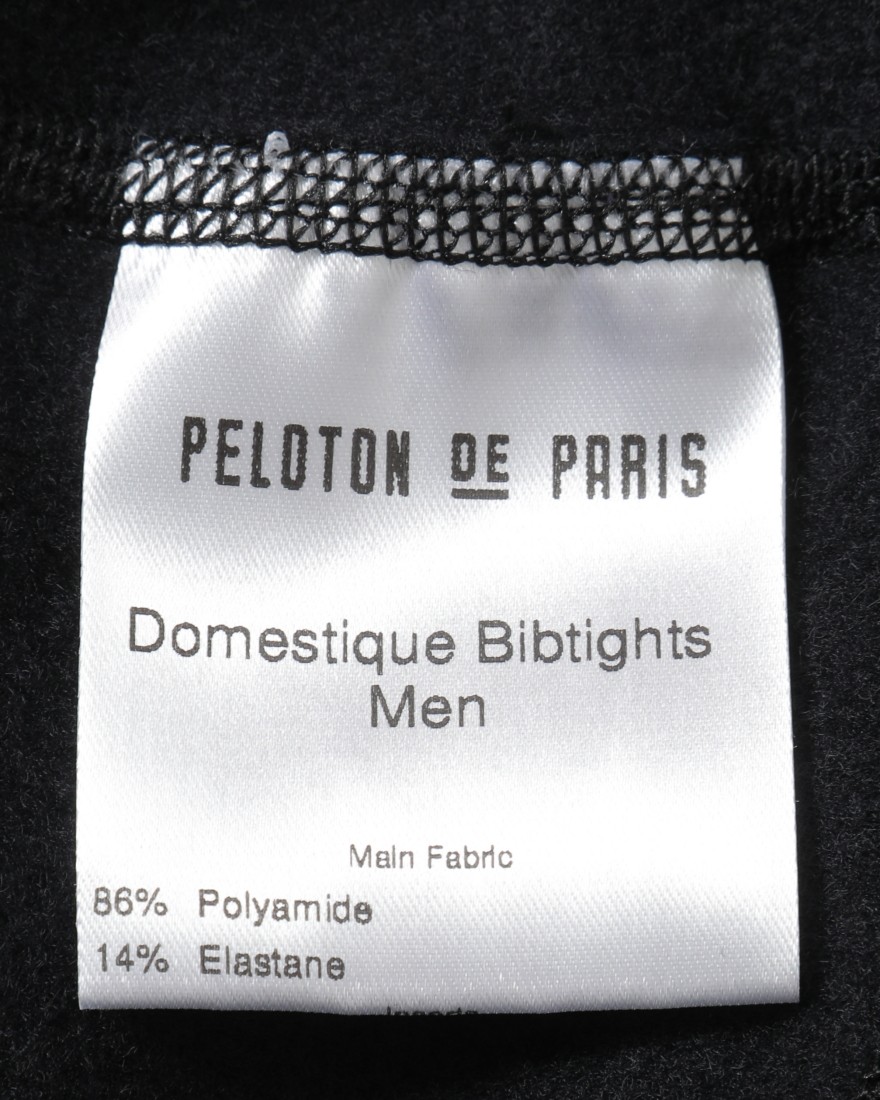 PELOTON DE PARIS
Domestique Bibtights
Men
Main Fabric
86% Polyamide
14% Elastane